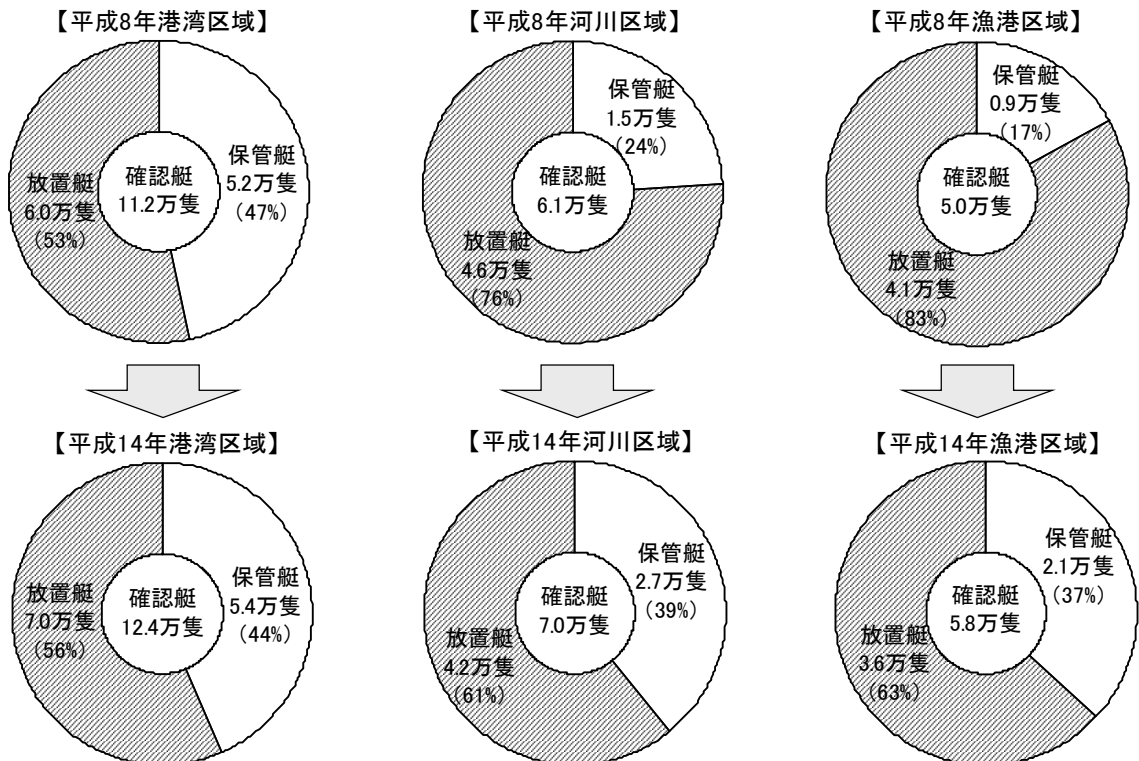 【平成8年港湾区域】
保管艇
5.2万隻
(47%)
確認艇
11.2万隻
放置艇
6.0万隻
(53%)
【平成8年河川区域】
保管艇
1.5万隻
(24%)
確認艇
6.1万隻
放置艇
4.6万隻
(76%)
【平成8年漁港区域】
保管艇
0.9万隻
(17%)
確認艇
5.0万隻
放置艇
4.1万隻
(83%)
【平成14年港湾区域】
保管艇
5.4万隻
(44%)
確認艇
12.4万隻
放置艇
7.0万隻
(56%)
【平成14年河川区域】
保管艇
2.7万隻
(39%)
確認艇
7.0万隻
放置艇
4.2万隻
(61%)
【平成14年漁港区域】
保管艇
2.1万隻
(37%)
確認艇
5.8万隻
放置艇
3.6万隻
(63%)